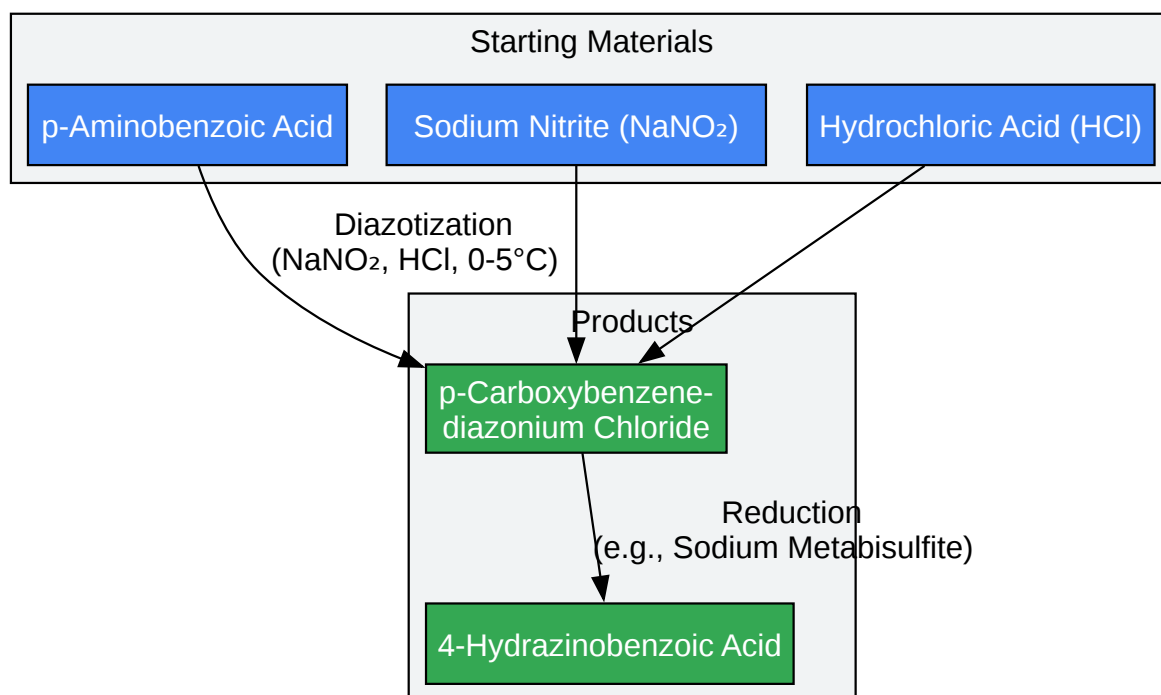 Starting Materials
p-Aminobenzoic Acid
Sodium Nitrite (NaNO₂)
Hydrochloric Acid (HCl)
Diazotization
(NaNO₂, HCl, 0-5°C)
Products
p-Carboxybenzene-
diazonium Chloride
Reduction
(e.g., Sodium Metabisulfite)
4-Hydrazinobenzoic Acid